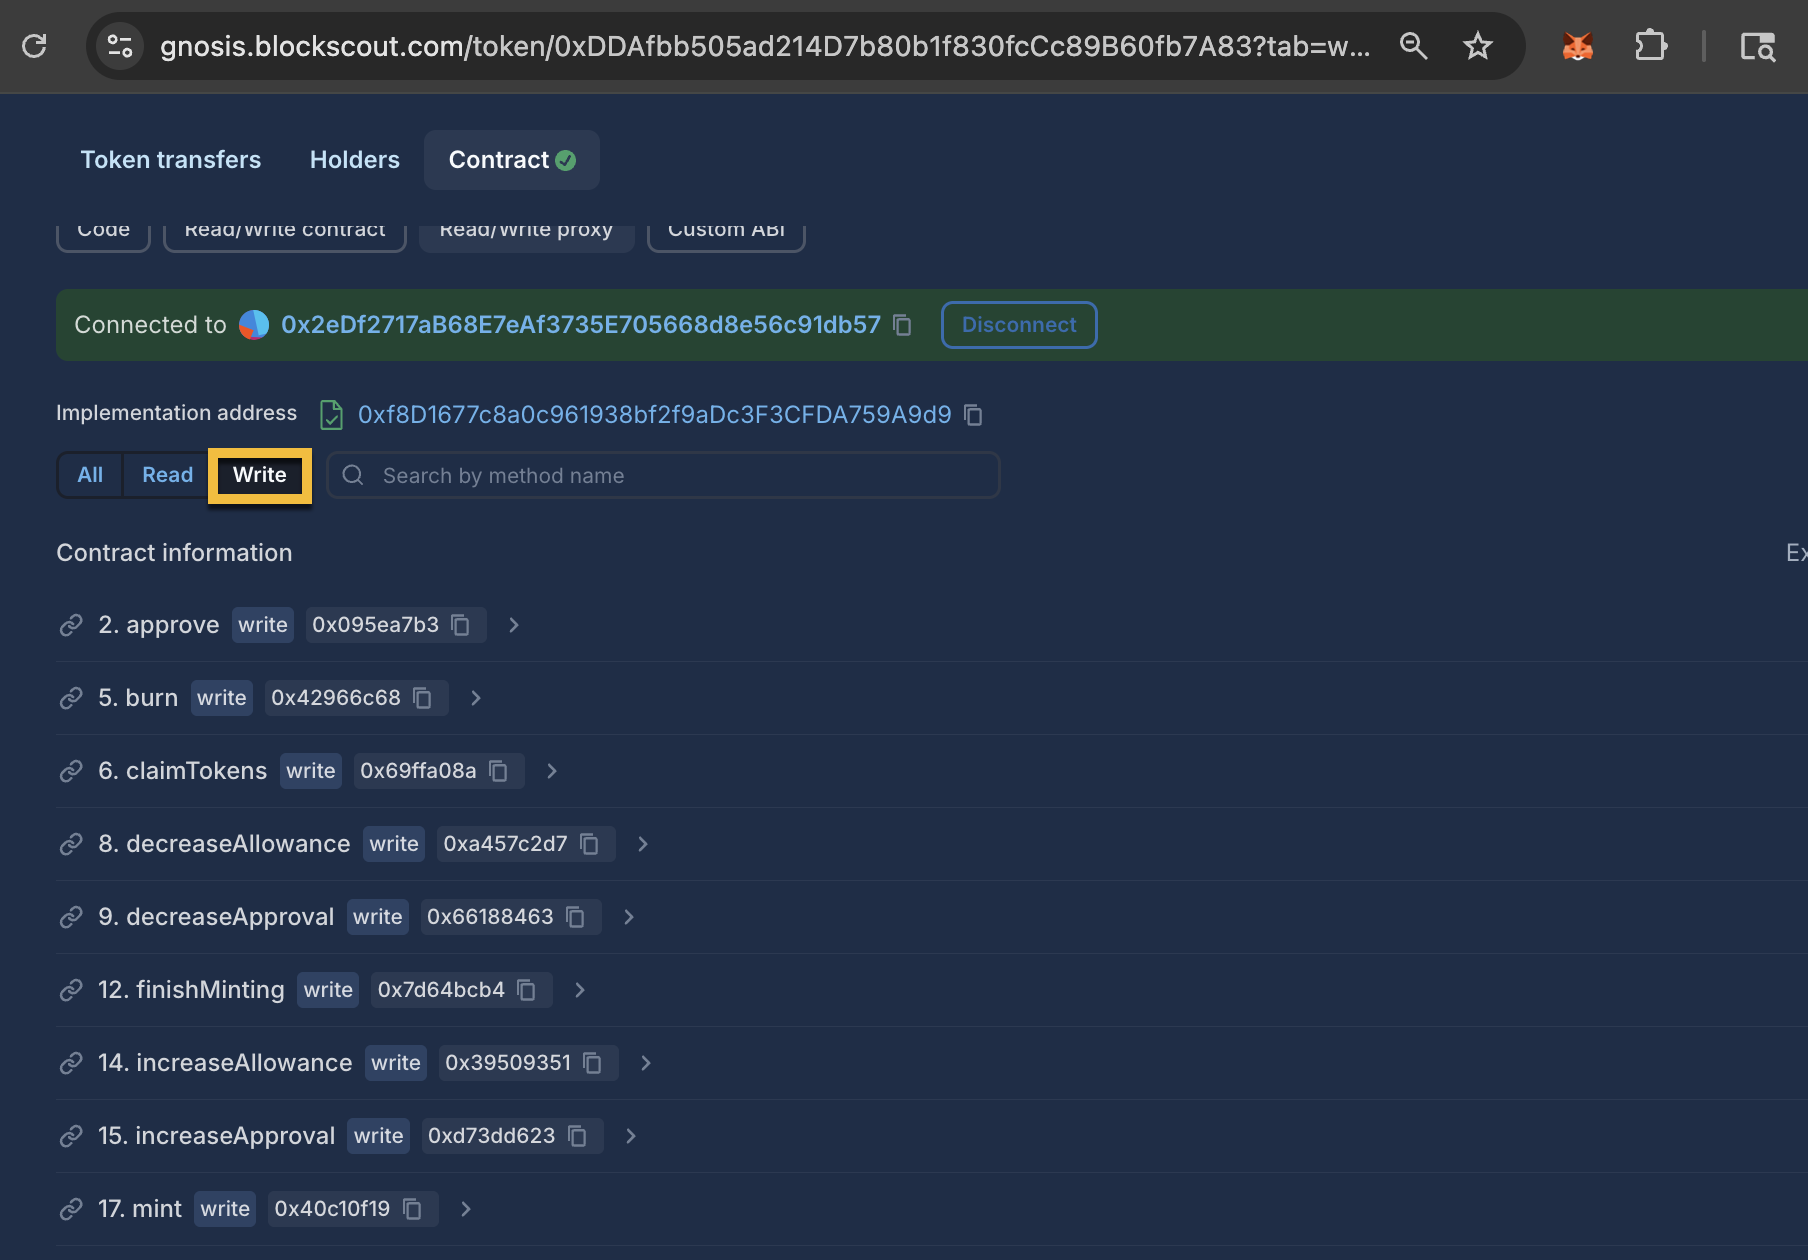 gnosis.blockscout.com/token/0xDDAfbb505ad214D7b80b1f830fcCc89B60fb7A83?tab=w...
Token transfers Holders Contract
Code Read/Write contract Read/Write proxy Custom ABI
Connected to 0x2eDf2717aB68E7eAf3735E705668d8e56c91db57 Disconnect
Implementation address 0xf8D1677c8a0c961938bf2f9aDc3F3CFDA759A9d9
All Read Write Search by method name
Contract information Ex
2. approve write 0x095ea7b3
5. burn write 0x42966c68
6. claimTokens write 0x69ffa08a
8. decreaseAllowance write 0xa457c2d7
9. decreaseApproval write 0x66188463
12. finishMinting write 0x7d64bcb4
14. increaseAllowance write 0x39509351
15. increaseApproval write 0xd73dd623
17. mint write 0x40c10f19